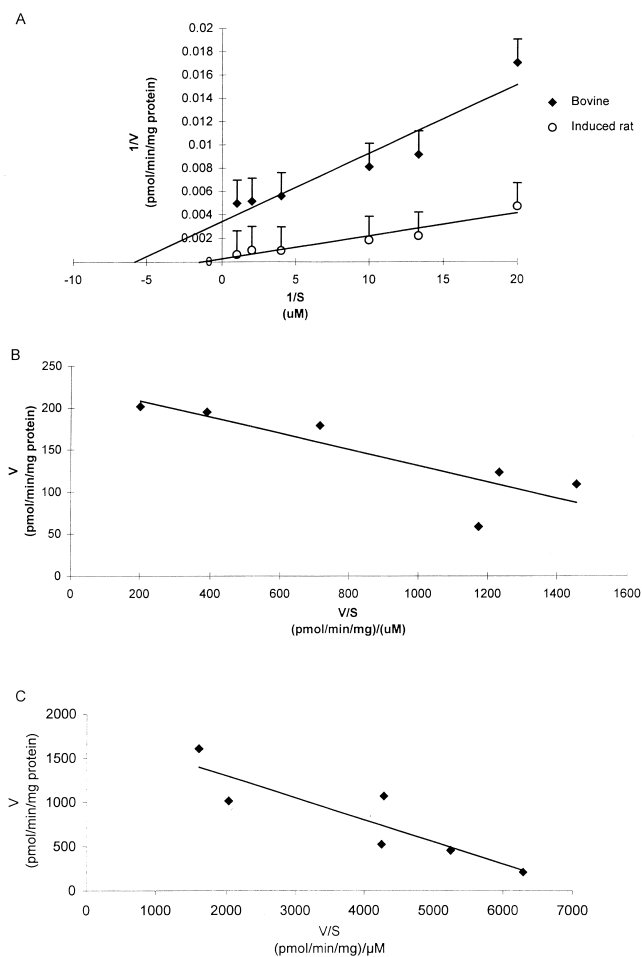 A
0.02
0.018
0.016
0.014
0.012
0.01
0.008
0.006
0.004
0.002
0
1/V
(pmol/min/mg protein)
-10 -5 0 5 10 15 20
1/S
(uM)
Bovine
Induced rat
B
250
200
150
100
50
0
V
(pmol/min/mg protein)
0 200 400 600 800 1000 1200 1400 1600
V/S
(pmol/min/mg)/(uM)
C
2000
1500
1000
500
0
V
(pmol/min/mg protein)
0 1000 2000 3000 4000 5000 6000 7000
V/S
(pmol/min/mg)/µM